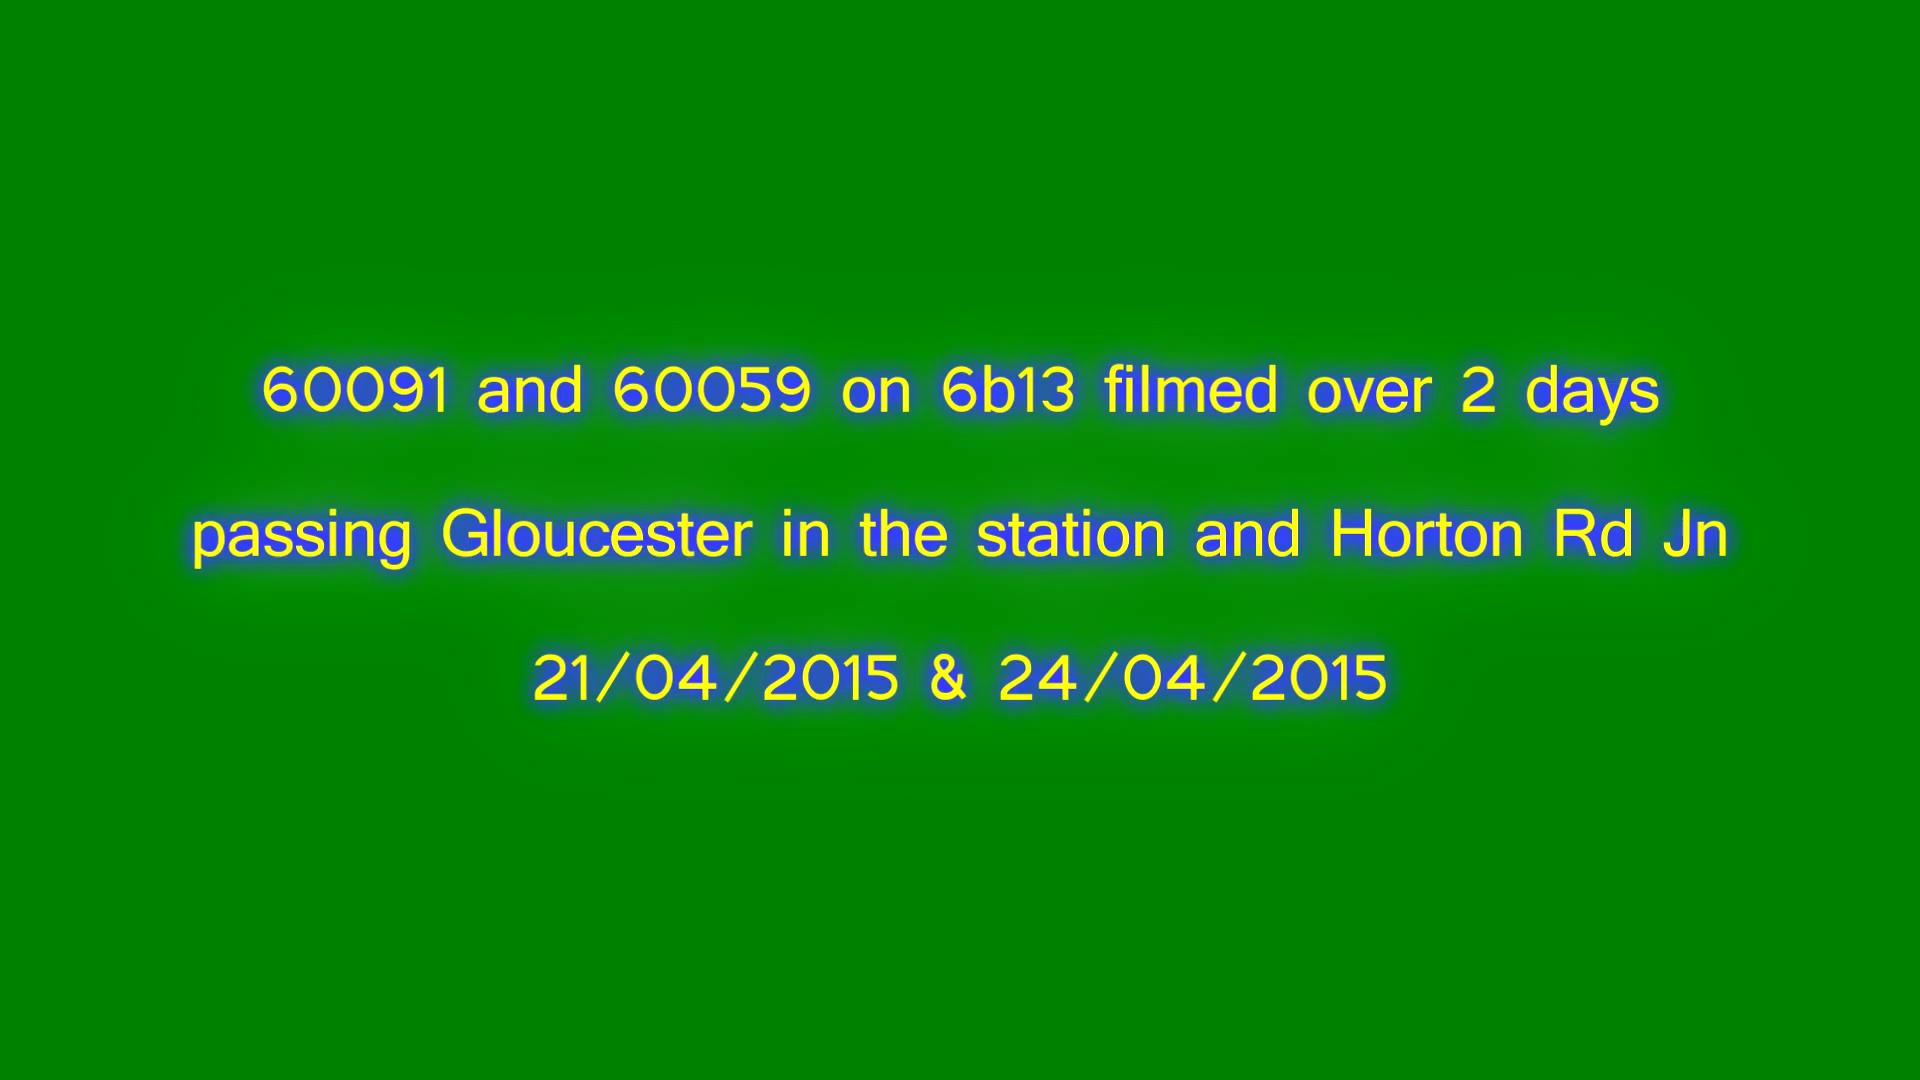 60091 and 60059 on 6b13 filmed over 2 days
passing Gloucester in the station and Horton Rd Jn
21/04/2015 & 24/04/2015